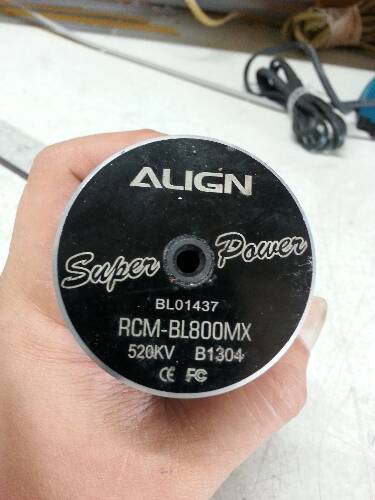 ALIGN
Super Power
BL01437
RCM-BL800MX
520KV B1304
CE FC